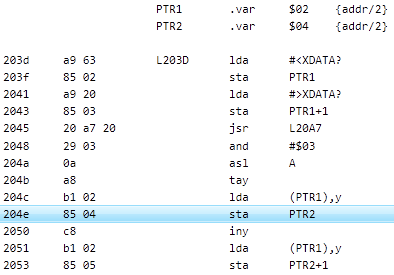 PTR1 .var $02 {addr/2}
PTR2 .var $04 {addr/2}
203d a9 63 L203D lda #<XDATA?
203f 85 02 sta PTR1
2041 a9 20 lda #>XDATA?
2043 85 03 sta PTR1+1
2045 20 a7 20 jsr L20A7
2048 29 03 and #$03
204a 0a asl A
204b a8 tay
204c b1 02 lda (PTR1),y
204e 85 04 sta PTR2
2050 c8 iny
2051 b1 02 lda (PTR1),y
2053 85 05 sta PTR2+1